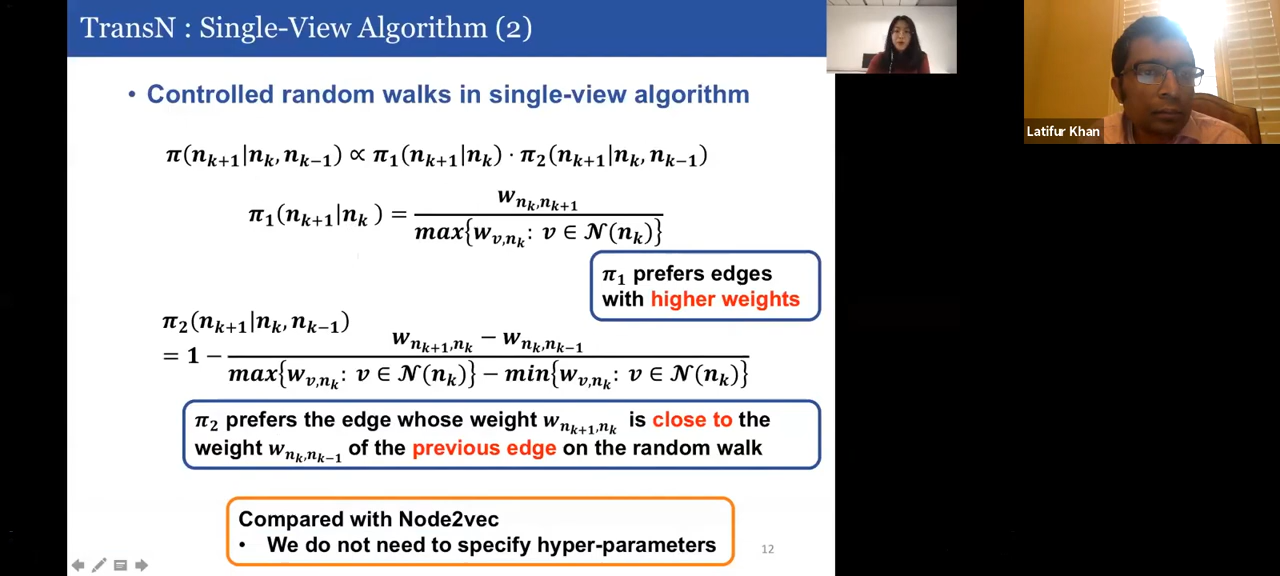 TransN : Single-View Algorithm (2)
• Controlled random walks in single-view algorithm
π(n_{k+1}|n_k, n_{k−1}) ∝ π_1(n_{k+1}|n_k) · π_2(n_{k+1}|n_k, n_{k−1})
π_1(n_{k+1}|n_k ) = w_{n_k,n_{k+1}} / max{w_{v,n_k}: v ∈ 𝒩(n_k)}
π_1 prefers edges
with higher weights
π_2(n_{k+1}|n_k, n_{k−1})
= 1 − (w_{n_{k+1},n_k} − w_{n_k,n_{k−1}}) / (max{w_{v,n_k}: v ∈ 𝒩(n_k)} − min{w_{v,n_k}: v ∈ 𝒩(n_k)})
π_2 prefers the edge whose weight w_{n_{k+1},n_k} is close to the
weight w_{n_k,n_{k−1}} of the previous edge on the random walk
Compared with Node2vec
• We do not need to specify hyper-parameters
12
Latifur Khan